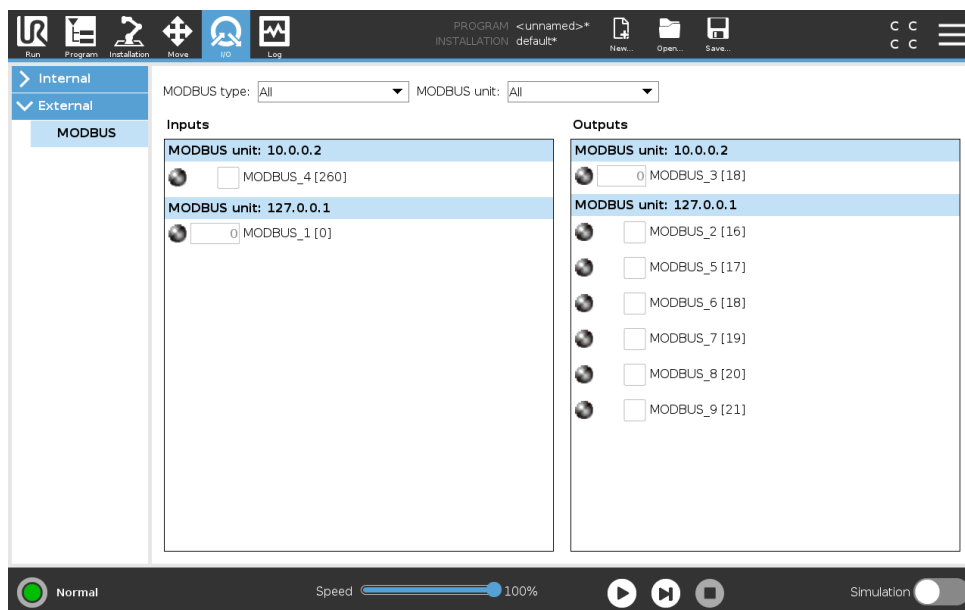 PROGRAM <unnamed>*
INSTALLATION default*
UR
Run
Program
Installation
Move
I/O
Log
New...
Open...
Save...
C C
C C
Internal
External
MODBUS
MODBUS type: All
MODBUS unit: All
Inputs
MODBUS unit: 10.0.0.2
MODBUS_4 [260]
MODBUS unit: 127.0.0.1
0 MODBUS_1 [0]
Outputs
MODBUS unit: 10.0.0.2
0 MODBUS_3 [18]
MODBUS unit: 127.0.0.1
MODBUS_2 [16]
MODBUS_5 [17]
MODBUS_6 [18]
MODBUS_7 [19]
MODBUS_8 [20]
MODBUS_9 [21]
Normal
Speed 100%
Simulation